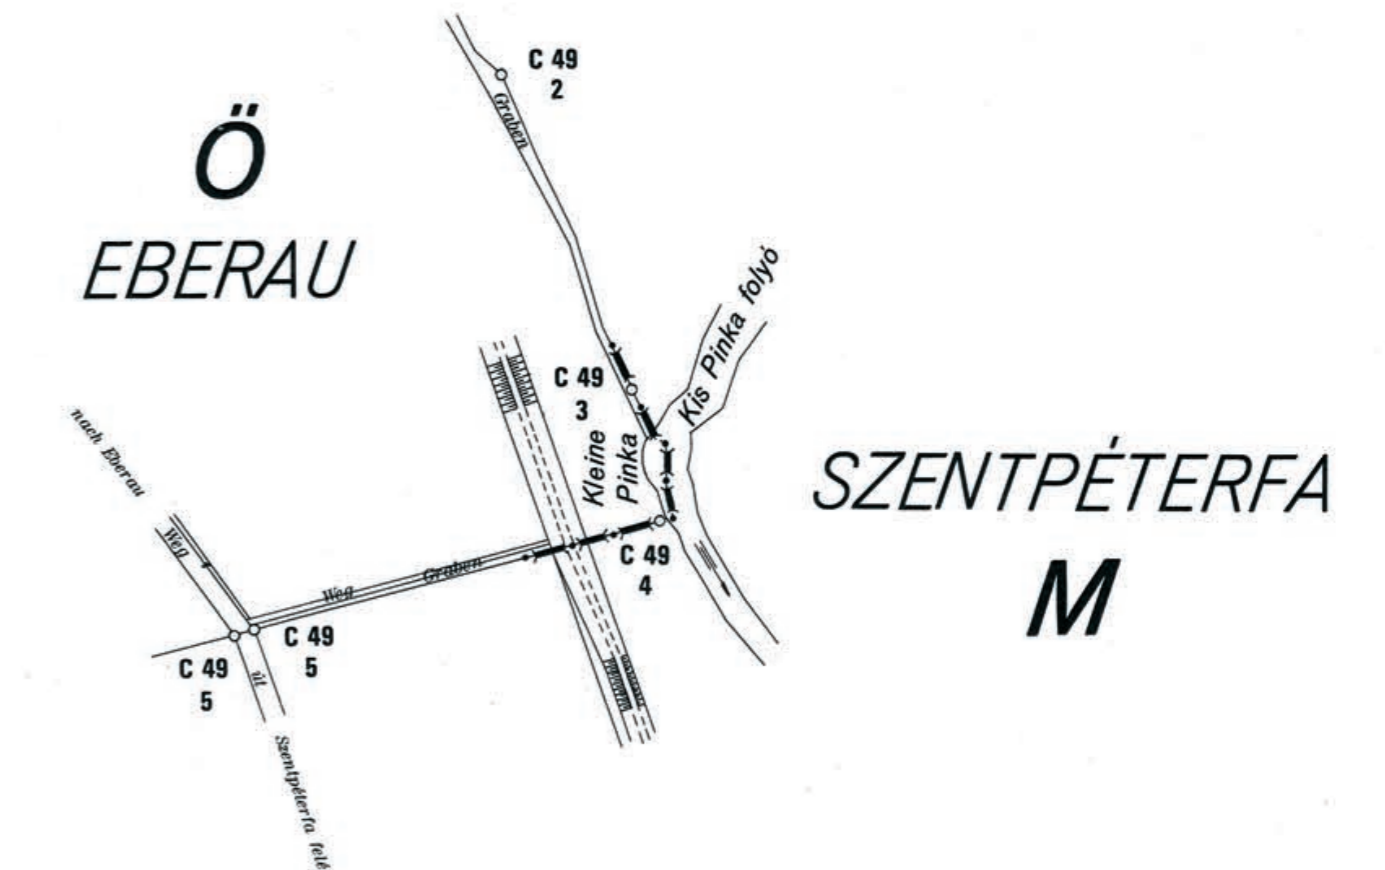 C 49
2
Graben
Ő
EBERAU
Kis Pinka folyó
C 49
3
Kleine
Pinka
nach Eberau
SZENTPÉTERFA
Weg
C 49
4
M
Weg
Graben
C 49
5
C 49
5
út
Szentpéterfa felé